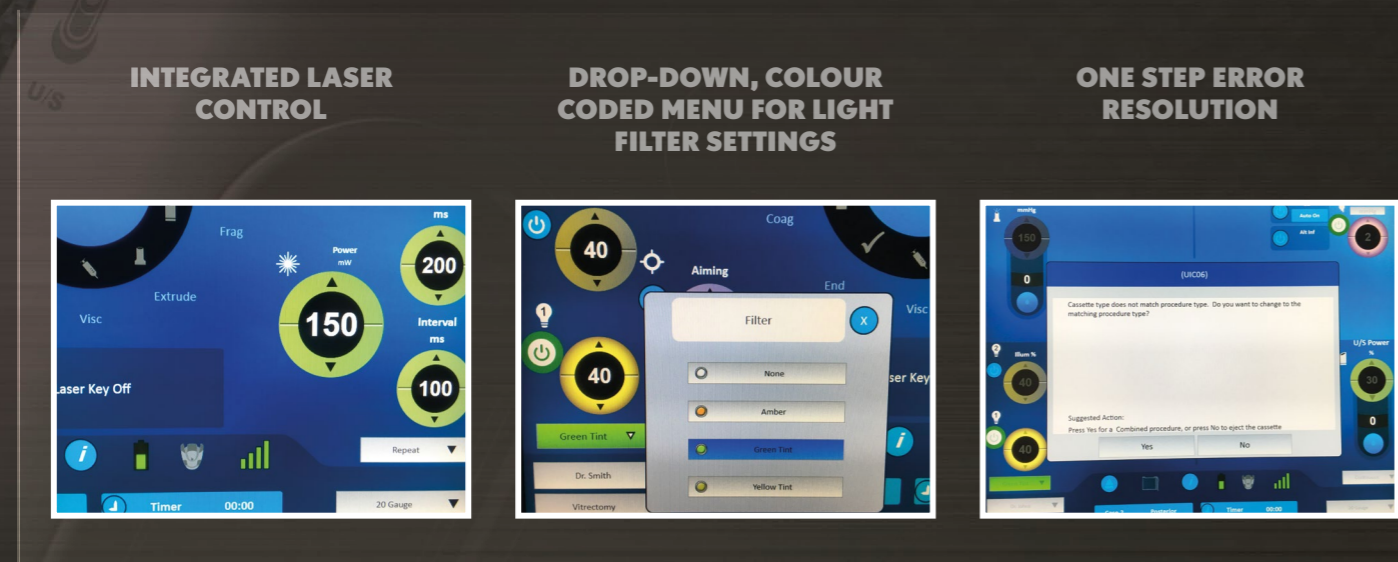 U/S
INTEGRATED LASER
CONTROL
DROP-DOWN, COLOUR
CODED MENU FOR LIGHT
FILTER SETTINGS
ONE STEP ERROR
RESOLUTION
ms
Frag
Power
mW
200
Extrude
Visc
150
Interval
ms
Laser Key Off
100
i
Repeat
Timer 00:00
20 Gauge
Coag
40
Aiming
End
Visc
1
Filter
X
40
None
ser Key
Amber
Green Tint
Green Tint
i
Dr. Smith
Yellow Tint
Vitrectomy
mmHg
Auto On
150
Alt Inf
2
(UIC06)
0
Cassette type does not match procedure type. Do you want to change to the
matching procedure type?
U/S Power
%
2
Illum %
40
30
1
Suggested Action:
Press Yes for a Combined procedure, or press No to eject the cassette
0
40
Yes
No
Posterior
Timer 00:00